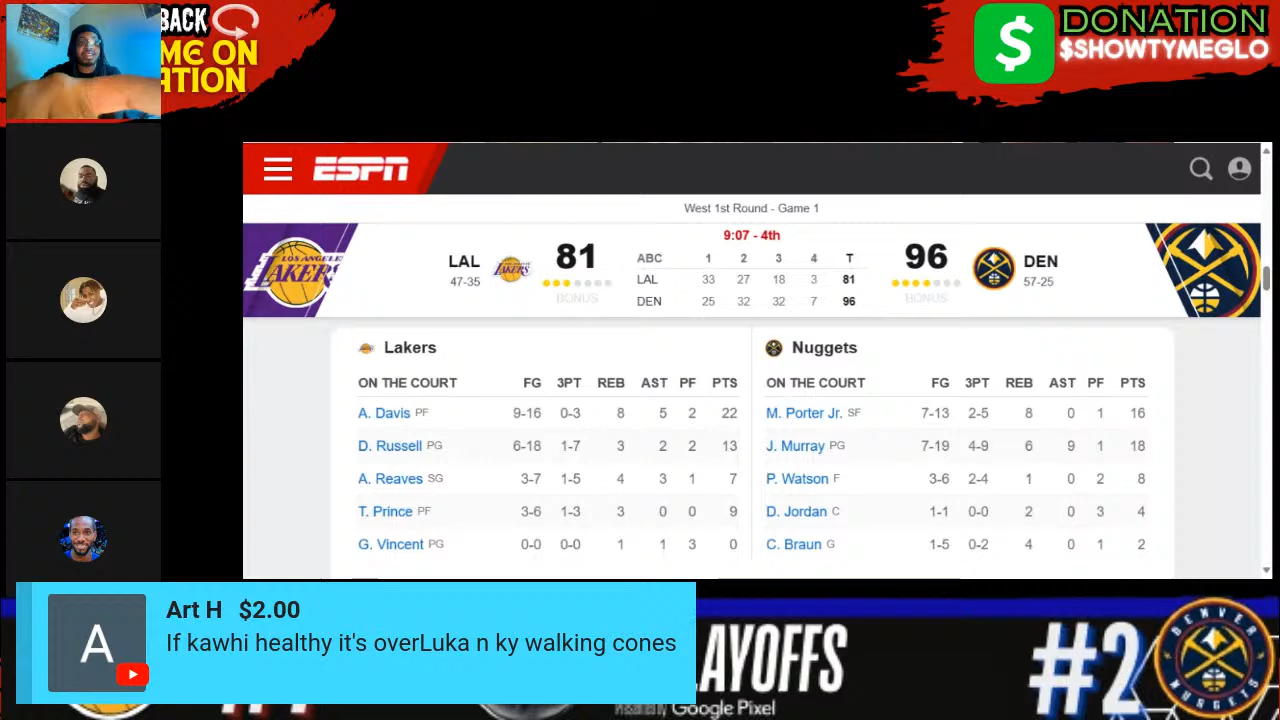 BACK
ME ON
ATION
DONATION
$SHOWTYMEGLO
ESPN
West 1st Round - Game 1
9:07 - 4th
LOS ANGELES
LAKERS
LAL
47-35
LAKERS
81
BONUS
ABC 1 2 3 4 T
LAL 33 27 18 3 81
DEN 25 32 32 7 96
96
BONUS
DEN
57-25
Lakers
ON THE COURT FG 3PT REB AST PF PTS
A. Davis PF 9-16 0-3 8 5 2 22
D. Russell PG 6-18 1-7 3 2 2 13
A. Reaves SG 3-7 1-5 4 3 1 7
T. Prince PF 3-6 1-3 3 0 0 9
G. Vincent PG 0-0 0-0 1 1 3 0
Nuggets
ON THE COURT FG 3PT REB AST PF PTS
M. Porter Jr. SF 7-13 2-5 8 0 1 16
J. Murray PG 7-19 4-9 6 9 1 18
P. Watson F 3-6 2-4 1 0 2 8
D. Jordan C 1-1 0-0 2 0 3 4
C. Braun G 1-5 0-2 4 0 1 2
A
Art H $2.00
If kawhi healthy it's overLuka n ky walking cones
LAYOFFS
Google Pixel
#2
DENVER
NUGGETS